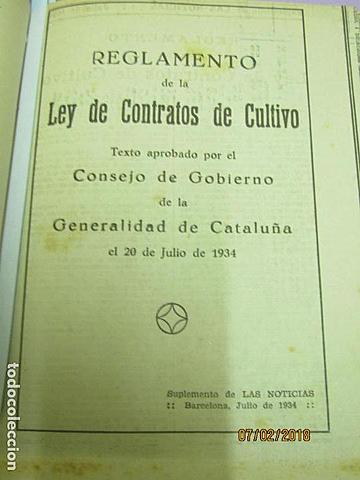 REGLAMENTO
de la
Ley de Contratos de Cultivo
Texto aprobado por el
Consejo de Gobierno
de la
Generalidad de Cataluña
el 20 de Julio de 1934
Suplemento de LAS NOTICIAS
:: Barcelona, Julio de 1934 ::
07/02/2018
todocoleccion